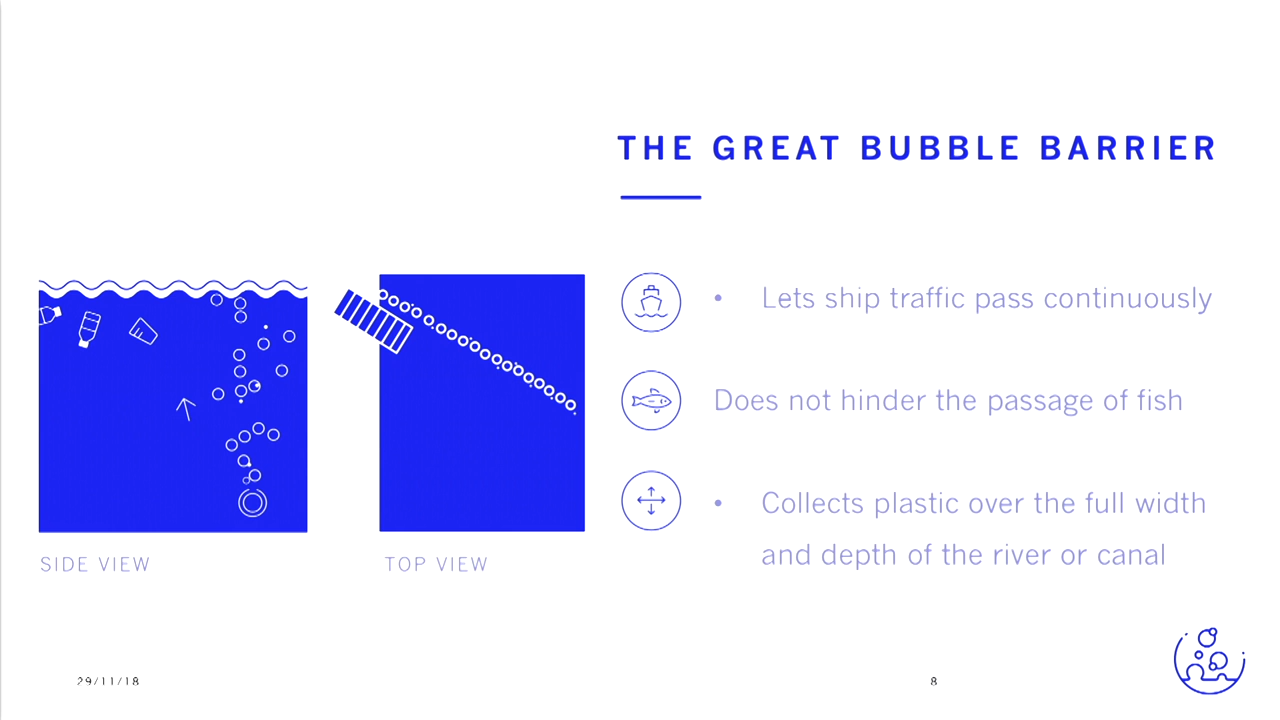 THE GREAT BUBBLE BARRIER
• Lets ship traffic pass continuously
Does not hinder the passage of fish
• Collects plastic over the full width
and depth of the river or canal
SIDE VIEW
TOP VIEW
29/11/18
8